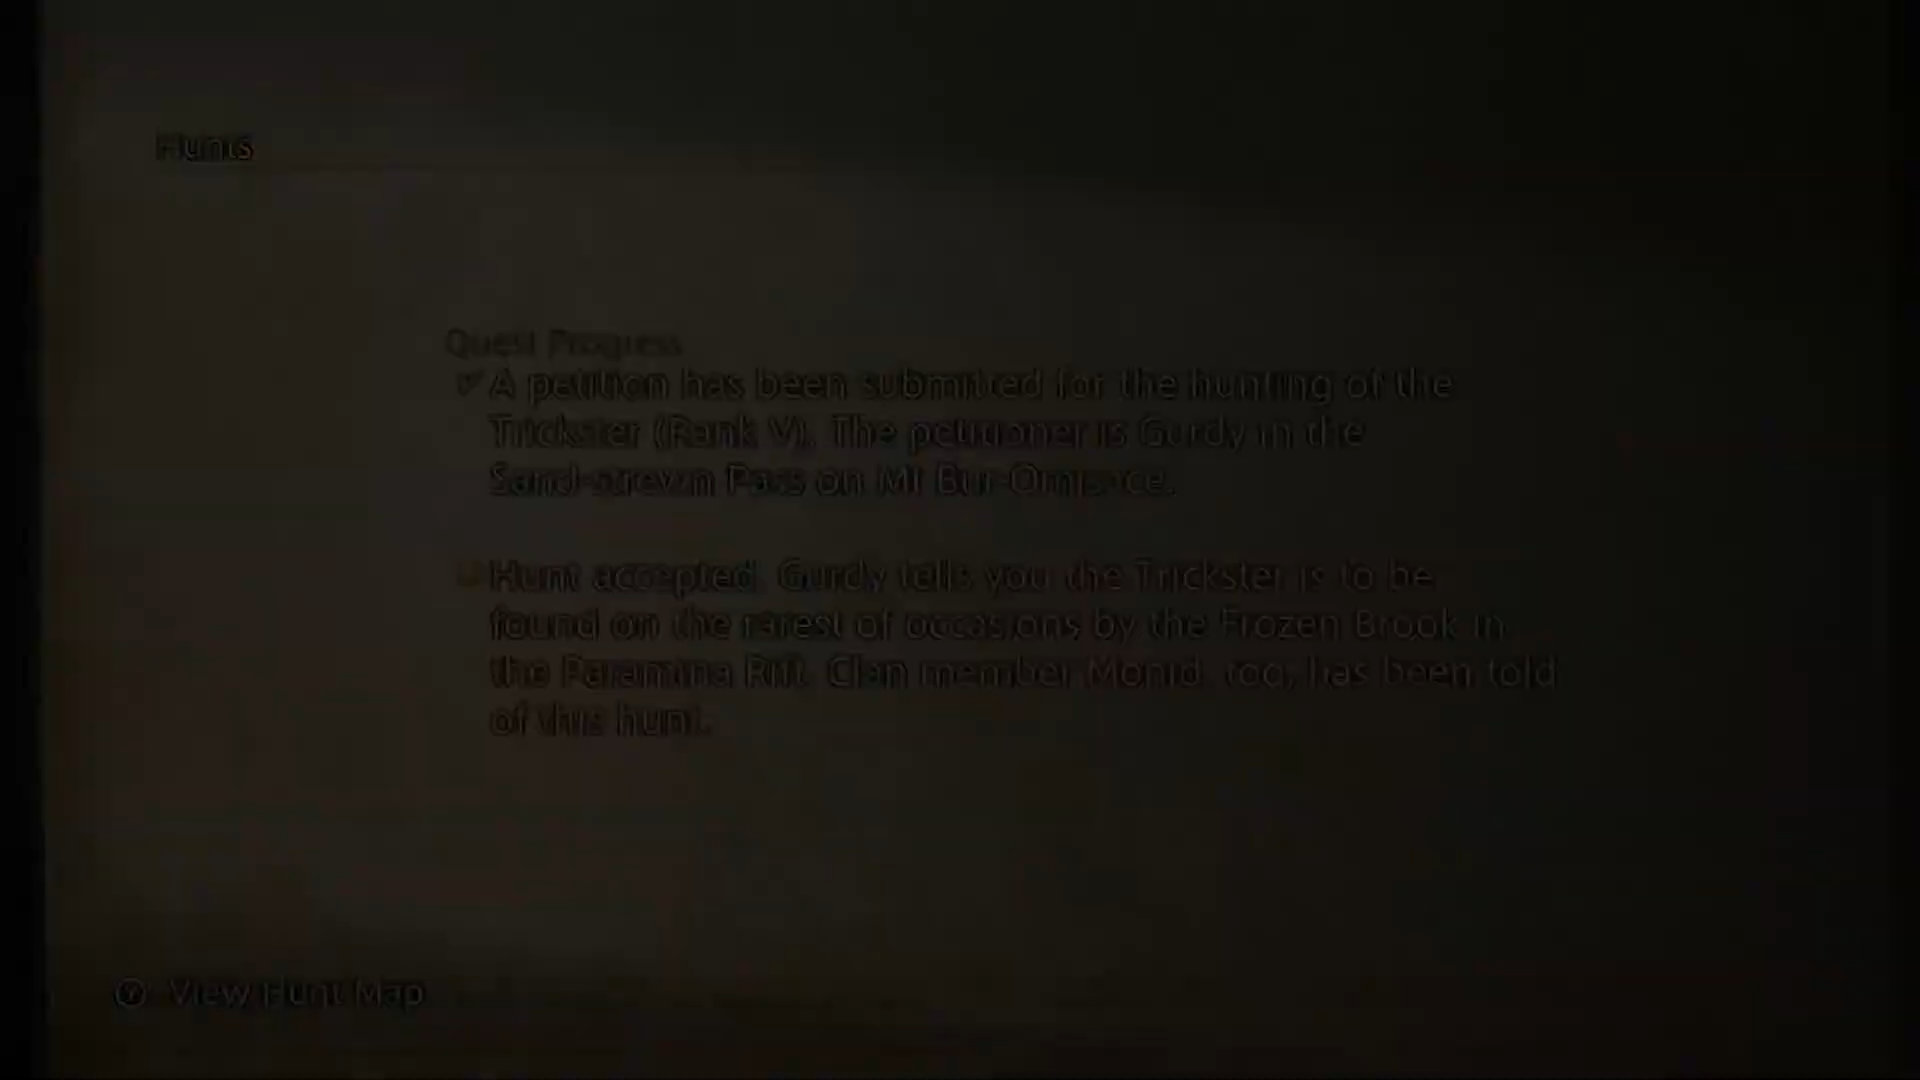 Hunts
Quest Progress
A petition has been submitted for the hunting of the
Trickster (Rank V). The petitioner is Gurdy in the
Sand-strewn Pass on Mt Bur-Omisace.
Hunt accepted. Gurdy tells you the Trickster is to be
found on the rarest of occasions by the Frozen Brook in
the Paramina Rift. Clan member Monid, too, has been told
of this hunt.
Y View Hunt Map